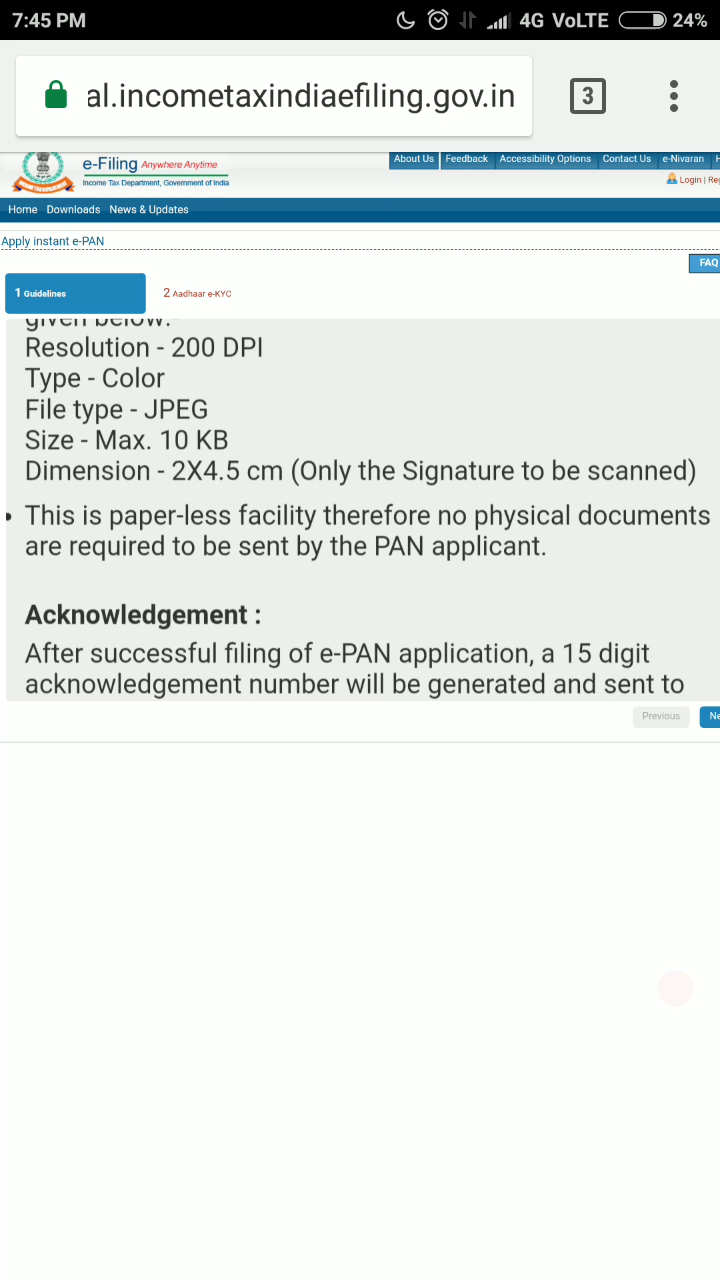 7:45 PM 4G VoLTE 24%
al.incometaxindiaefiling.gov.in 3
e-Filing Anywhere Anytime
Income Tax Department, Government of India
About Us Feedback Accessibility Options Contact Us e-Nivaran
Login |
Home Downloads News & Updates
Apply instant e-PAN
FAQ
1 Guidelines 2 Aadhaar e-KYC
given below:
Resolution - 200 DPI
Type - Color
File type - JPEG
Size - Max. 10 KB
Dimension - 2X4.5 cm (Only the Signature to be scanned)
• This is paper-less facility therefore no physical documents
are required to be sent by the PAN applicant.
Acknowledgement :
After successful filing of e-PAN application, a 15 digit
acknowledgement number will be generated and sent to
Previous